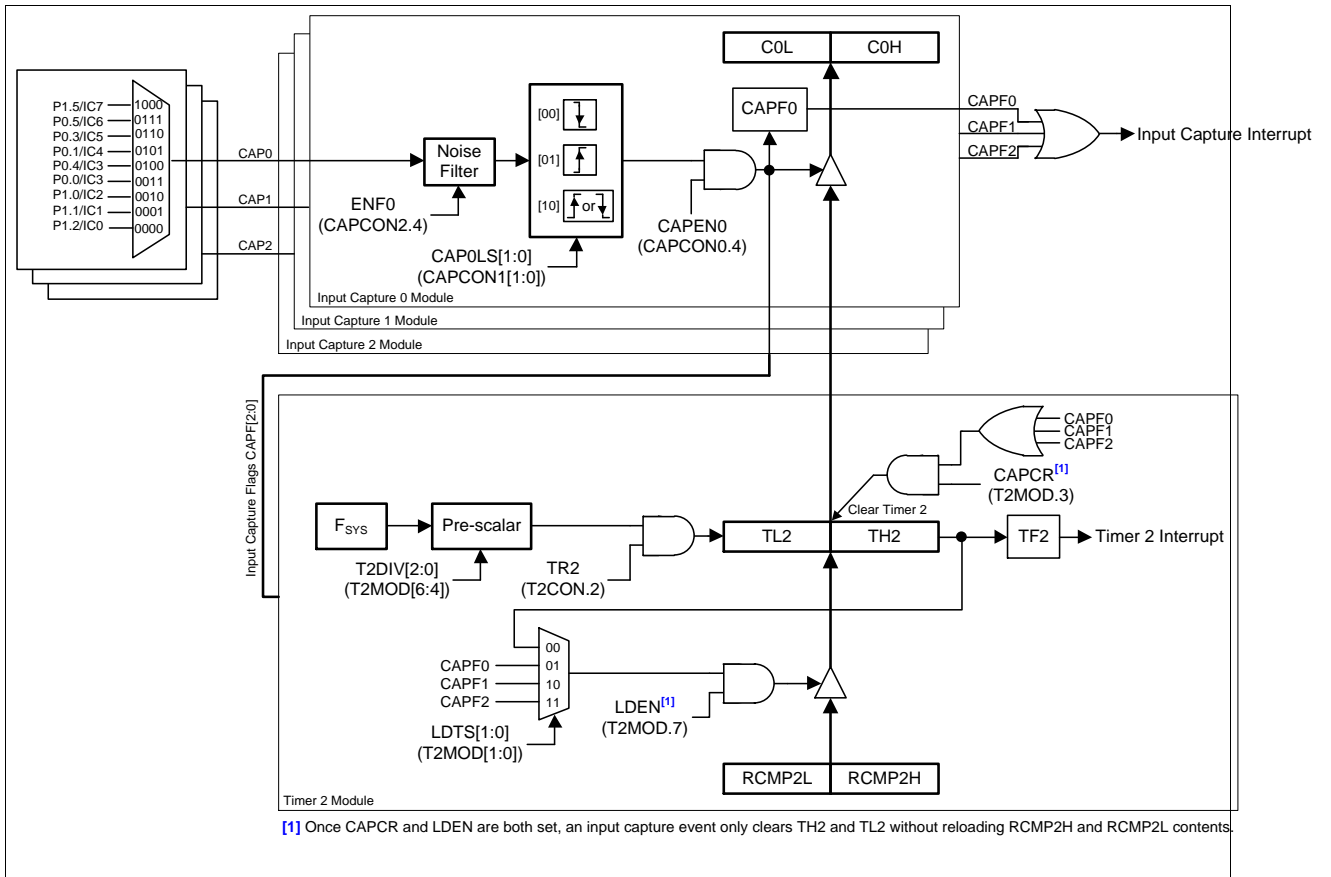 C0L
C0H
P1.5/IC7
1000
P0.5/IC6
0111
P0.3/IC5
0110
P0.1/IC4
0101
P0.4/IC3
0100
P0.0/IC3
0011
P1.0/IC2
0010
P1.1/IC1
0001
P1.2/IC0
0000
CAP0
CAP1
CAP2
Noise
Filter
ENF0
(CAPCON2.4)
[00]
[01]
[10]
or
CAP0LS[1:0]
(CAPCON1[1:0])
CAPF0
CAPEN0
(CAPCON0.4)
CAPF0
CAPF1
CAPF2
Input Capture Interrupt
Input Capture 0 Module
Input Capture 1 Module
Input Capture 2 Module
Input Capture Flags CAPF[2:0]
CAPF0
CAPF1
CAPF2
CAPCR[1]
(T2MOD.3)
Clear Timer 2
FSYS
Pre-scalar
T2DIV[2:0]
(T2MOD[6:4])
TR2
(T2CON.2)
TL2
TH2
TF2
Timer 2 Interrupt
00
CAPF0
01
CAPF1
10
CAPF2
11
LDTS[1:0]
(T2MOD[1:0])
LDEN[1]
(T2MOD.7)
RCMP2L
RCMP2H
Timer 2 Module
[1] Once CAPCR and LDEN are both set, an input capture event only clears TH2 and TL2 without reloading RCMP2H and RCMP2L contents.